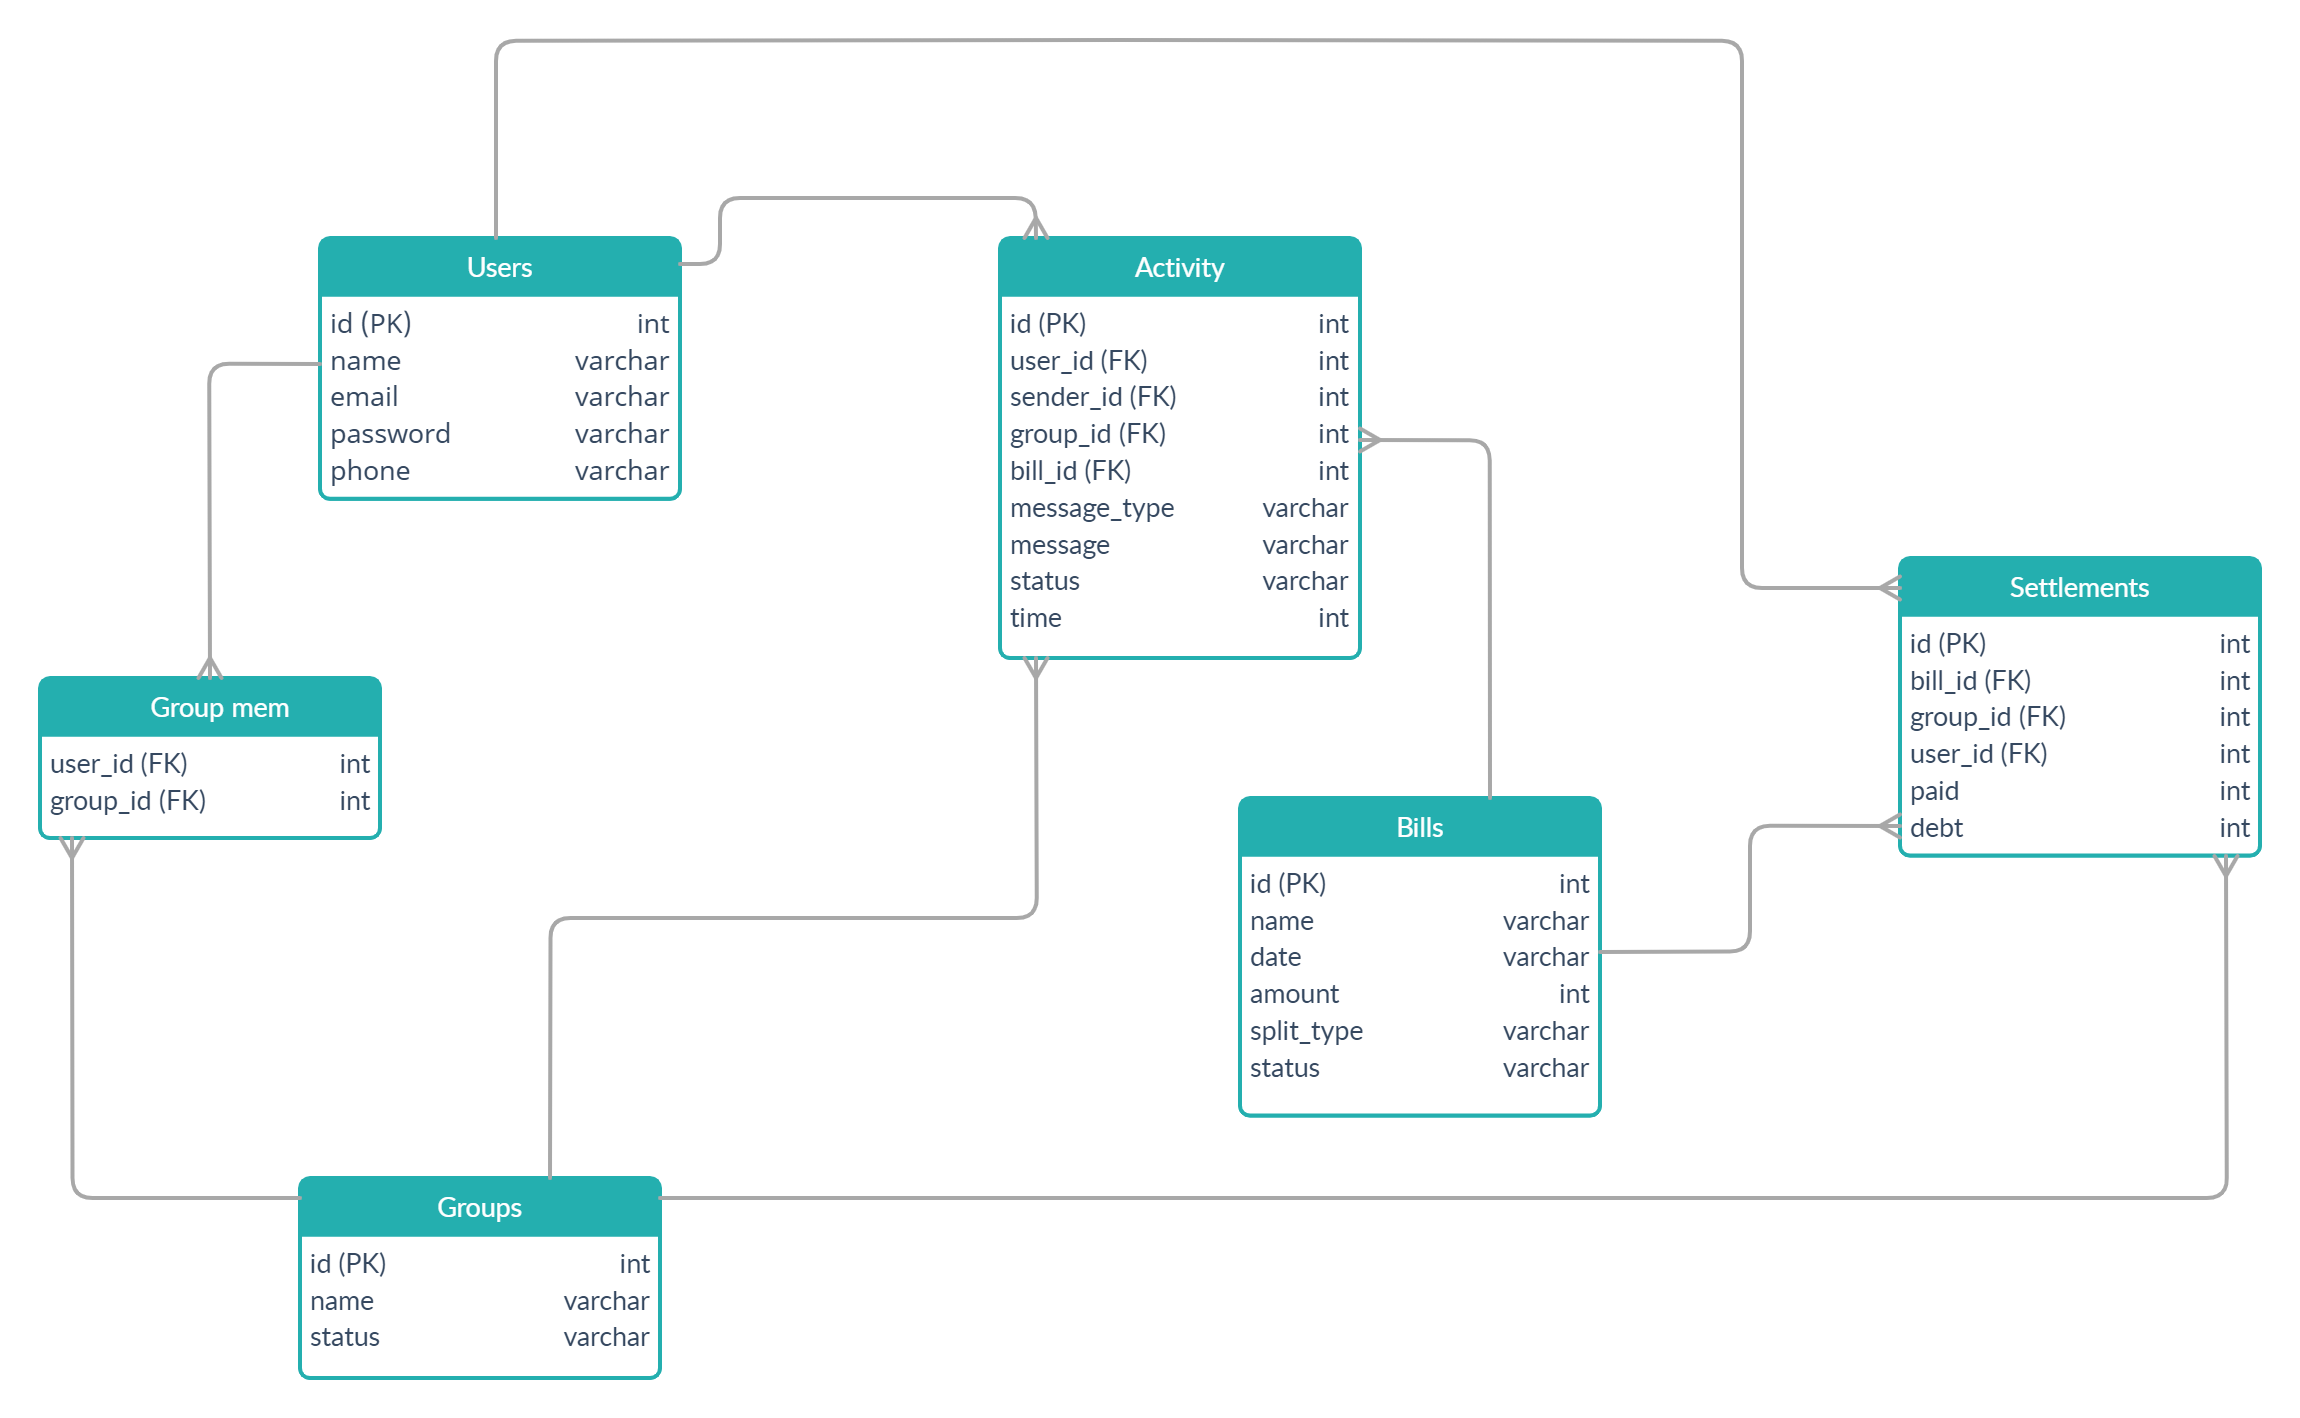 Users
id (PK) int
name varchar
email varchar
password varchar
phone varchar
Activity
id (PK) int
user_id (FK) int
sender_id (FK) int
group_id (FK) int
bill_id (FK) int
message_type varchar
message varchar
status varchar
time int
Settlements
id (PK) int
bill_id (FK) int
group_id (FK) int
user_id (FK) int
paid int
debt int
Group mem
user_id (FK) int
group_id (FK) int
Bills
id (PK) int
name varchar
date varchar
amount int
split_type varchar
status varchar
Groups
id (PK) int
name varchar
status varchar